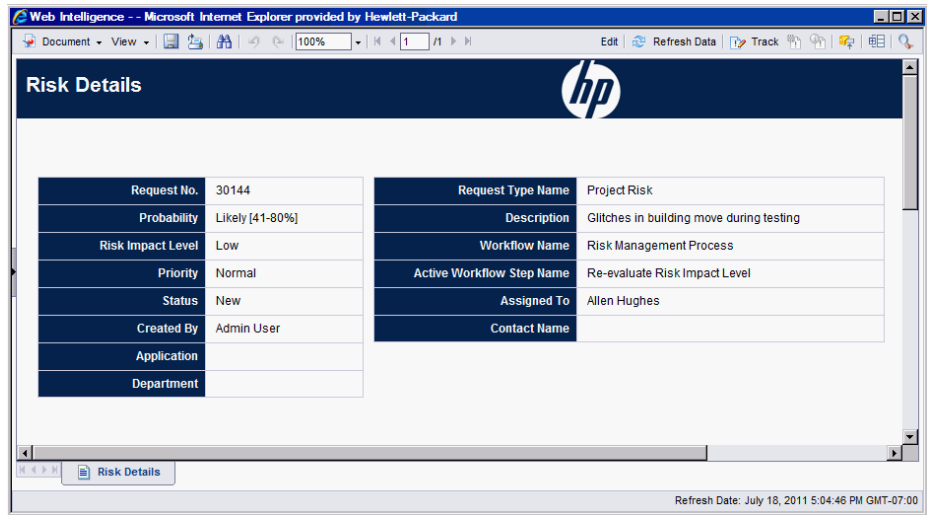 Web Intelligence - - Microsoft Internet Explorer provided by Hewlett-Packard
Document View 100% 1 /1 Edit Refresh Data Track
Risk Details
hp
Request No. 30144
Probability Likely [41-80%]
Risk Impact Level Low
Priority Normal
Status New
Created By Admin User
Application
Department
Request Type Name Project Risk
Description Glitches in building move during testing
Workflow Name Risk Management Process
Active Workflow Step Name Re-evaluate Risk Impact Level
Assigned To Allen Hughes
Contact Name
Risk Details
Refresh Date: July 18, 2011 5:04:46 PM GMT-07:00